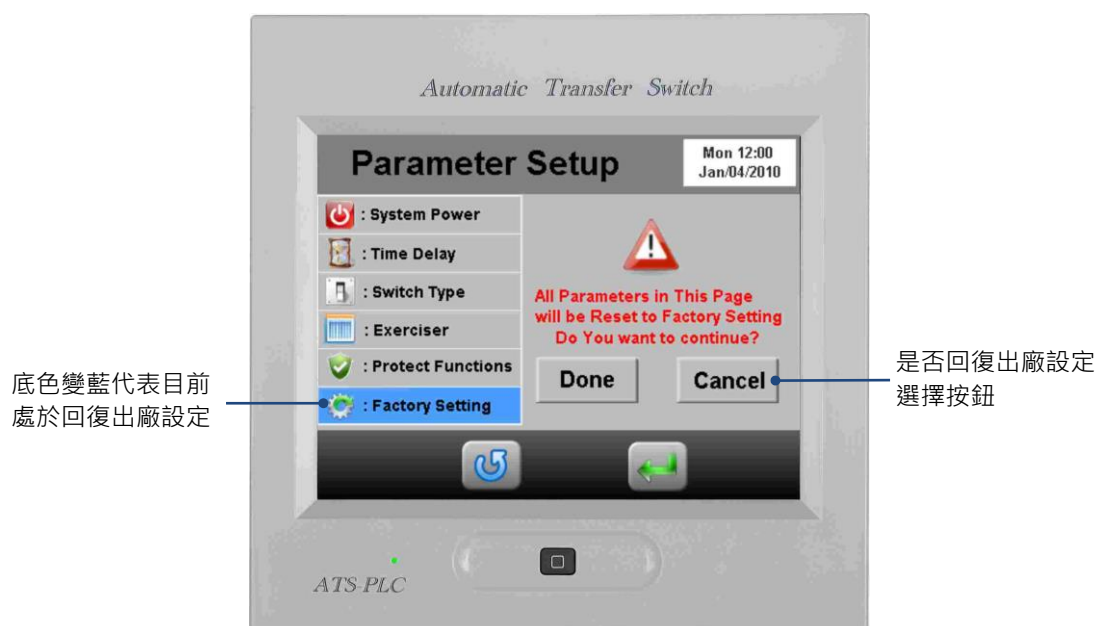 Automatic Transfer Switch
Parameter Setup
Mon 12:00
Jan/04/2010
: System Power
: Time Delay
: Switch Type
: Exerciser
: Protect Functions
: Factory Setting
All Parameters in This Page
will be Reset to Factory Setting
Do You want to continue?
Done
Cancel
底色變藍代表目前
處於回復出廠設定
是否回復出廠設定
選擇按鈕
ATS-PLC